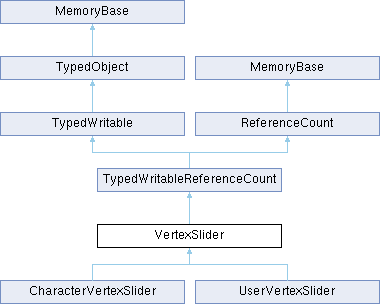 MemoryBase
TypedObject
MemoryBase
TypedWritable
ReferenceCount
TypedWritableReferenceCount
VertexSlider
CharacterVertexSlider
UserVertexSlider